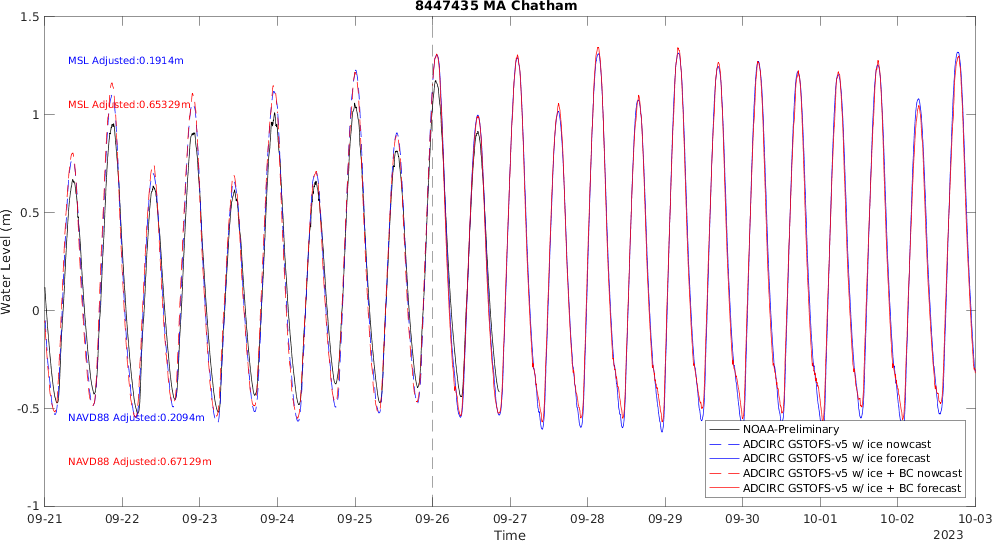 8447435 MA Chatham
1.5
1
0.5
0
-0.5
-1
Water Level (m)
MSL Adjusted:0.1914m
MSL Adjusted:0.65329m
NAVD88 Adjusted:0.2094m
NAVD88 Adjusted:0.67129m
NOAA-Preliminary
ADCIRC GSTOFS-v5 w/ ice nowcast
ADCIRC GSTOFS-v5 w/ ice forecast
ADCIRC GSTOFS-v5 w/ ice + BC nowcast
ADCIRC GSTOFS-v5 w/ ice + BC forecast
09-21 09-22 09-23 09-24 09-25 09-26 09-27 09-28 09-29 09-30 10-01 10-02 10-03
Time
2023